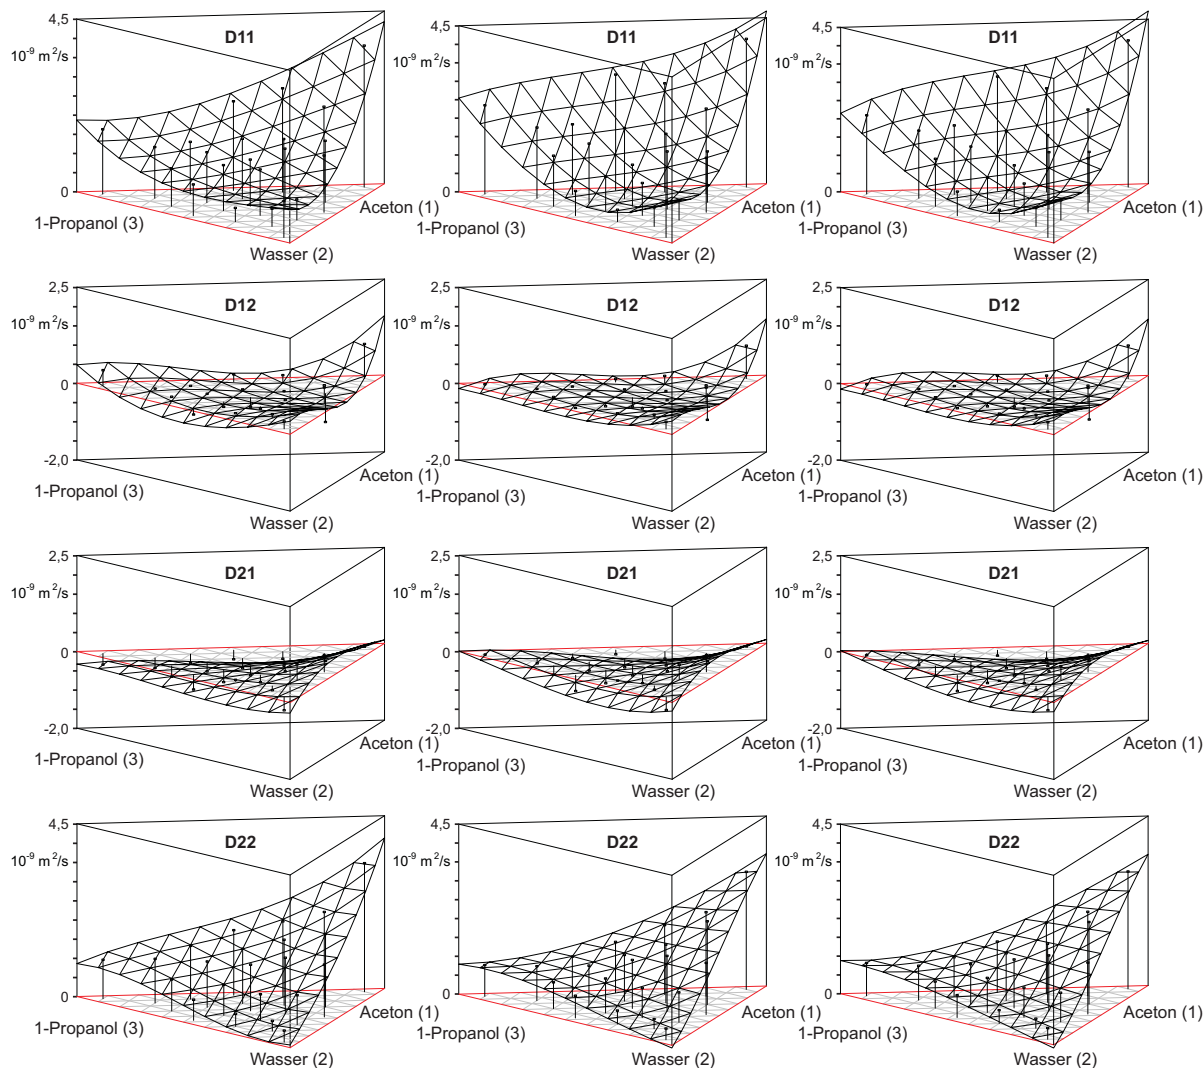 4,5 D11 4,5 D11 4,5 D11
10⁻⁹ m²/s 10⁻⁹ m²/s 10⁻⁹ m²/s
0 0 0
Aceton (1) Aceton (1) Aceton (1)
1-Propanol (3) 1-Propanol (3) 1-Propanol (3)
Wasser (2) Wasser (2) Wasser (2)
2,5 D12 2,5 D12 2,5 D12
10⁻⁹ m²/s 10⁻⁹ m²/s 10⁻⁹ m²/s
0 0 0
-2,0 -2,0 -2,0
Aceton (1) Aceton (1) Aceton (1)
1-Propanol (3) 1-Propanol (3) 1-Propanol (3)
Wasser (2) Wasser (2) Wasser (2)
2,5 D21 2,5 D21 2,5 D21
10⁻⁹ m²/s 10⁻⁹ m²/s 10⁻⁹ m²/s
0 0 0
-2,0 -2,0 -2,0
Aceton (1) Aceton (1) Aceton (1)
1-Propanol (3) 1-Propanol (3) 1-Propanol (3)
Wasser (2) Wasser (2) Wasser (2)
4,5 D22 4,5 D22 4,5 D22
10⁻⁹ m²/s 10⁻⁹ m²/s 10⁻⁹ m²/s
0 0 0
Aceton (1) Aceton (1) Aceton (1)
1-Propanol (3) 1-Propanol (3) 1-Propanol (3)
Wasser (2) Wasser (2) Wasser (2)